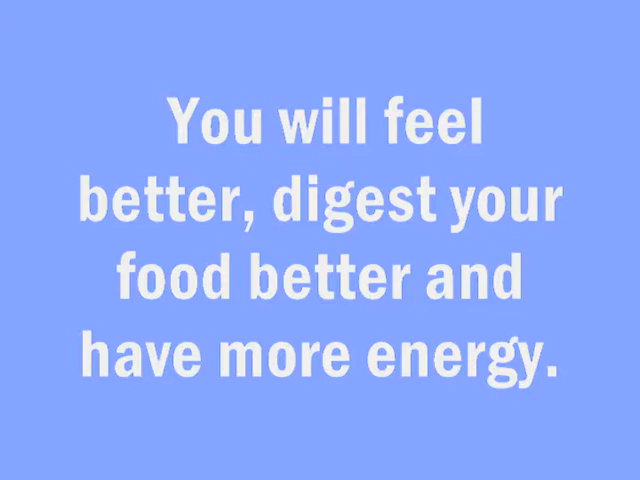 You will feel
better, digest your
food better and
have more energy.